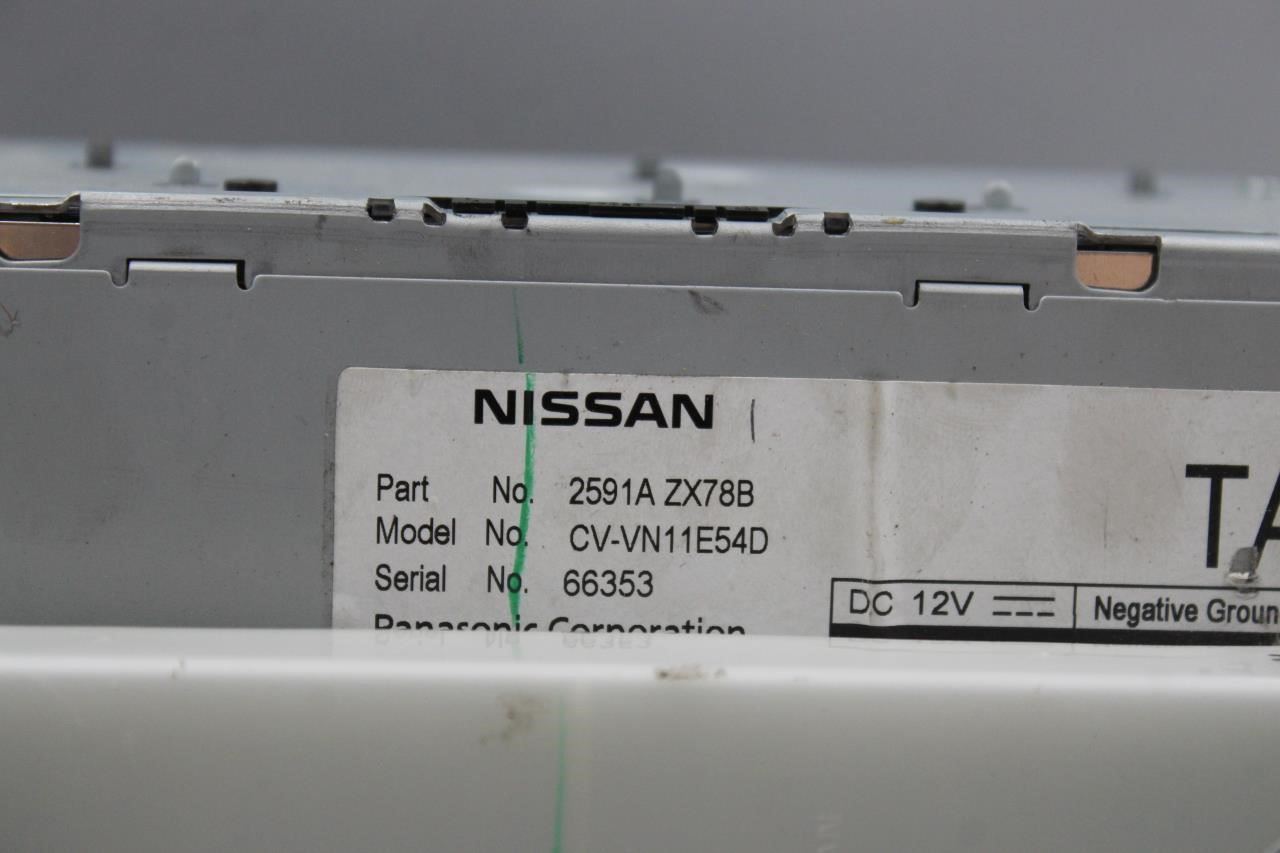 NISSAN
Part No. 2591A ZX78B
Model No. CV-VN11E54D
Serial No. 66353
Panasonic Corporation
DC 12V
Negative Groun